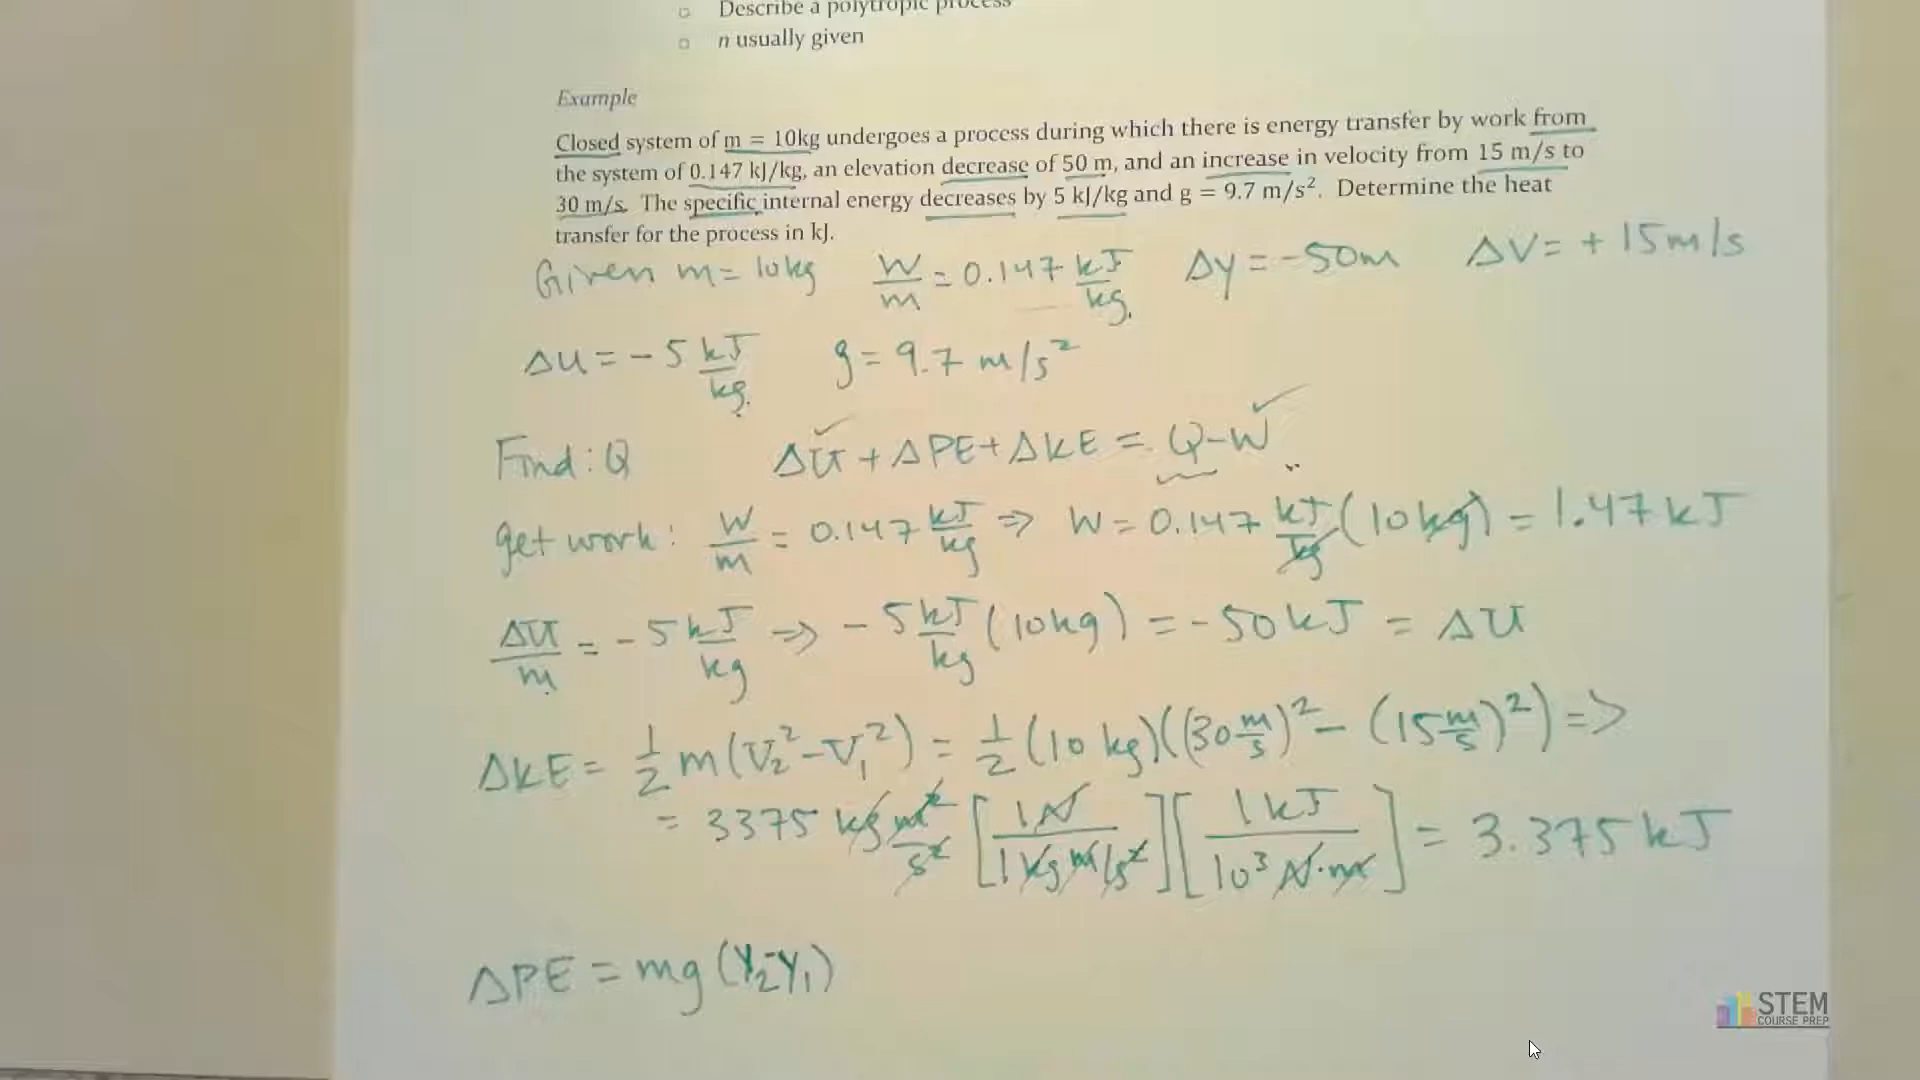 Describe a polytropic process
n usually given
Example
Closed system of m = 10kg undergoes a process during which there is energy transfer by work from
the system of 0.147 kJ/kg, an elevation decrease of 50 m, and an increase in velocity from 15 m/s to
30 m/s. The specific internal energy decreases by 5 kJ/kg and g = 9.7 m/s². Determine the heat
transfer for the process in kJ.
Given m = 10kg W/m = 0.147 kJ/kg. Δy = -50m ΔV = +15m/s
Δu = -5 kJ/kg. g = 9.7 m/s²
Find: Q ΔU + ΔPE + ΔKE = Q-W
get work: W/m = 0.147 kJ/kg => W = 0.147 kJ/kg (10kg) = 1.47kJ
ΔU/m = -5 kJ/kg => -5 kJ/kg (10kg) = -50kJ = ΔU
ΔKE = 1/2 m(V₂² - V₁²) = 1/2 (10 kg)((30 m/s)² - (15 m/s)²) =>
= 3375 kg m²/s² [1N / 1kg m/s²] [1kJ / 10³ N·m] = 3.375kJ
ΔPE = mg(Y₂-Y₁)
STEM
COURSE PREP